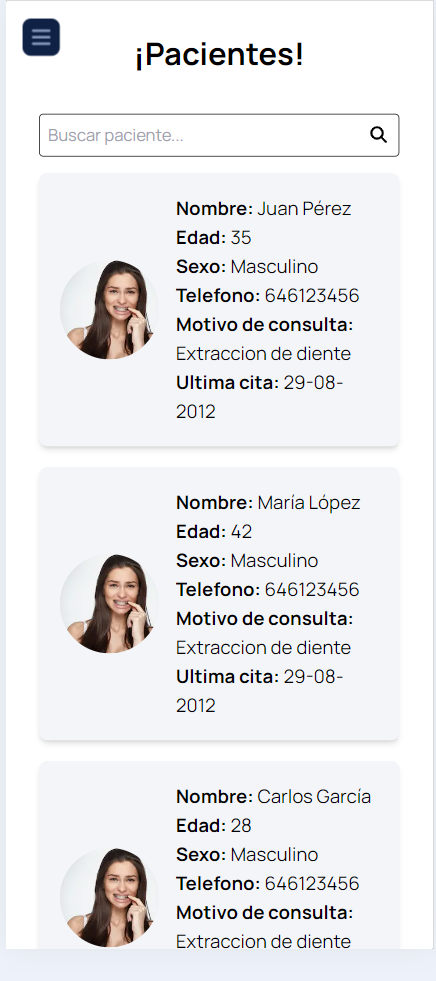 ¡Pacientes!
Buscar paciente...
Nombre: Juan Pérez
Edad: 35
Sexo: Masculino
Telefono: 646123456
Motivo de consulta:
Extraccion de diente
Ultima cita: 29-08-
2012
Nombre: María López
Edad: 42
Sexo: Masculino
Telefono: 646123456
Motivo de consulta:
Extraccion de diente
Ultima cita: 29-08-
2012
Nombre: Carlos García
Edad: 28
Sexo: Masculino
Telefono: 646123456
Motivo de consulta:
Extraccion de diente